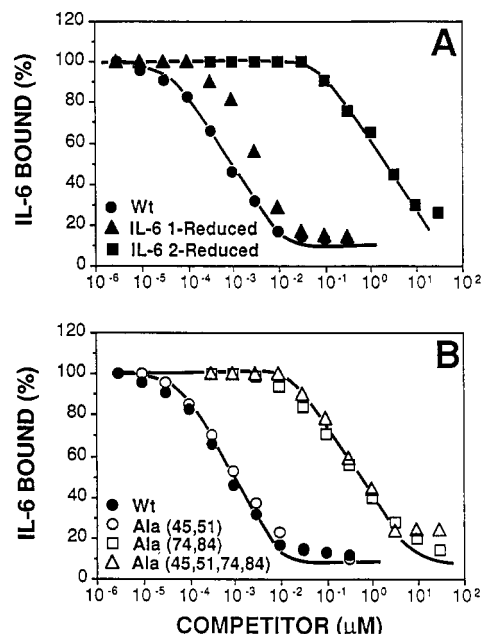 A
IL-6 BOUND (%)
120
100
80
60
40
20
0
● Wt
▲ IL-6 1-Reduced
■ IL-6 2-Reduced
10⁻⁶ 10⁻⁵ 10⁻⁴ 10⁻³ 10⁻² 10⁻¹ 10⁰ 10¹ 10²
B
IL-6 BOUND (%)
120
100
80
60
40
20
0
● Wt
○ Ala (45,51)
□ Ala (74,84)
△ Ala (45,51,74,84)
10⁻⁶ 10⁻⁵ 10⁻⁴ 10⁻³ 10⁻² 10⁻¹ 10⁰ 10¹ 10²
COMPETITOR (μM)